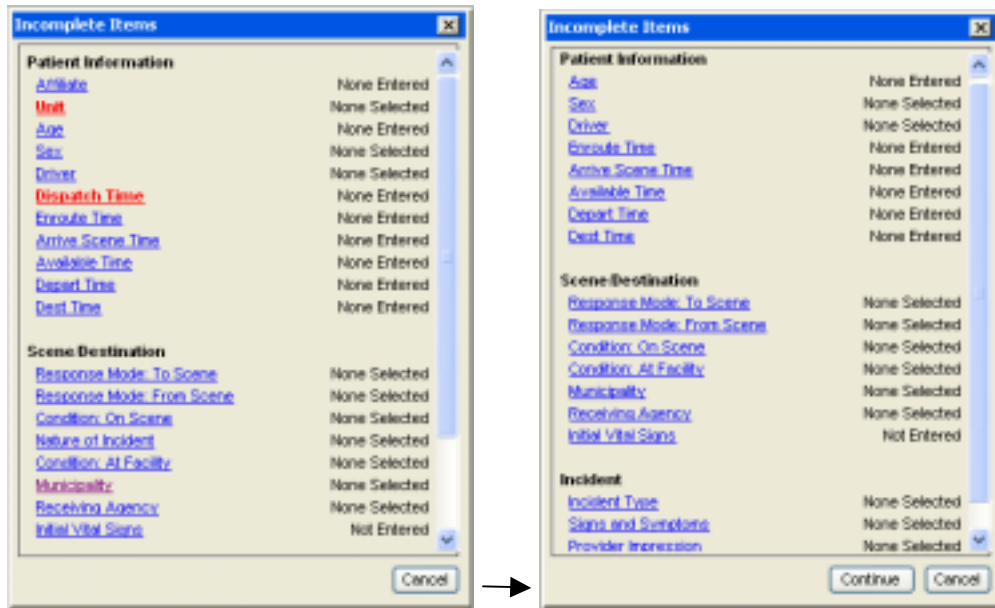 Incomplete Items
Patient Information
Affiliate None Entered
Unit None Selected
Age None Entered
Sex None Selected
Driver None Selected
Dispatch Time None Entered
Enroute Time None Entered
Arrive Scene Time None Entered
Available Time None Entered
Depart Time None Entered
Dest Time None Entered
Scene/Destination
Response Mode: To Scene None Selected
Response Mode: From Scene None Selected
Condition: On Scene None Selected
Nature of Incident None Selected
Condition: At Facility None Selected
Municipality None Selected
Receiving Agency None Selected
Initial Vital Signs Not Entered
Cancel
Incomplete Items
Patient Information
Age None Entered
Sex None Selected
Driver None Selected
Enroute Time None Entered
Arrive Scene Time None Entered
Available Time None Entered
Depart Time None Entered
Dest Time None Entered
Scene/Destination
Response Mode: To Scene None Selected
Response Mode: From Scene None Selected
Condition: On Scene None Selected
Condition: At Facility None Selected
Municipality None Selected
Receiving Agency None Selected
Initial Vital Signs Not Entered
Incident
Incident Type None Selected
Signs and Symptoms None Selected
Provider Impression None Selected
Continue Cancel